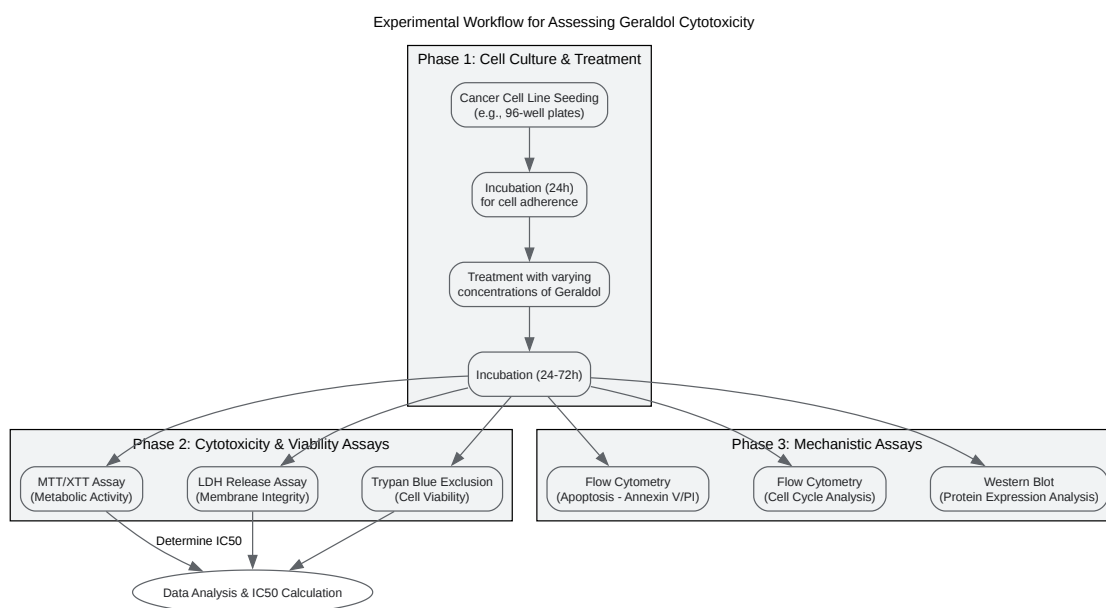 Experimental Workflow for Assessing Geraldol Cytotoxicity
Phase 1: Cell Culture & Treatment
Cancer Cell Line Seeding
(e.g., 96-well plates)
Incubation (24h)
for cell adherence
Treatment with varying
concentrations of Geraldol
Incubation (24-72h)
Phase 2: Cytotoxicity & Viability Assays
MTT/XTT Assay
(Metabolic Activity)
LDH Release Assay
(Membrane Integrity)
Trypan Blue Exclusion
(Cell Viability)
Phase 3: Mechanistic Assays
Flow Cytometry
(Apoptosis - Annexin V/PI)
Flow Cytometry
(Cell Cycle Analysis)
Western Blot
(Protein Expression Analysis)
Determine IC50
Data Analysis & IC50 Calculation